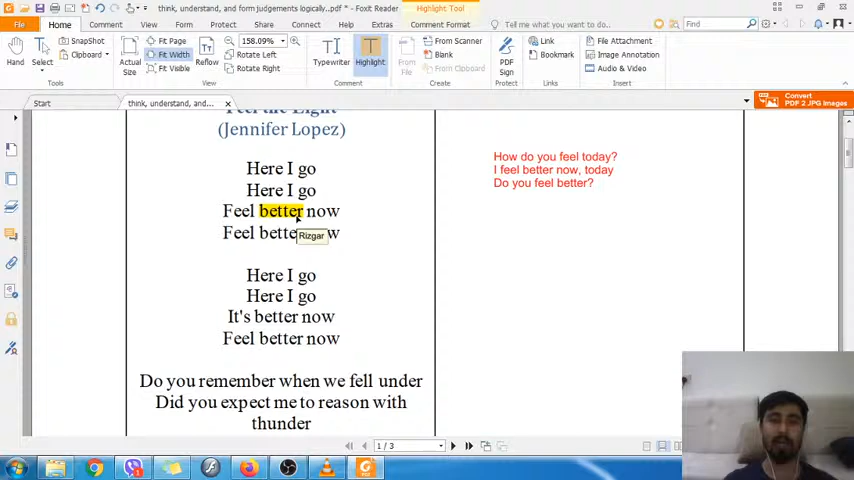 think, understand, and form judgements logically..pdf * - Foxit Reader
Highlight Tool
File
Home
Comment
View
Form
Protect
Share
Help
Extras
Comment Format
Tell me what you want to do...
Find
Hand
Select
SnapShot
Clipboard
Tools
Actual Size
Fit Page
Fit Width
Fit Visible
Reflow
158.09%
Rotate Left
Rotate Right
View
Typewriter
Highlight
Comment
From File
From Scanner
Blank
From Clipboard
Create
PDF Sign
Protect
Link
Bookmark
Links
File Attachment
Image Annotation
Audio & Video
Insert
Start
think, understand, and...
Convert
PDF 2 JPG Images
Feel the Light
(Jennifer Lopez)
Here I go
Here I go
Feel better now
Feel bette w
Rizgar
Here I go
Here I go
It's better now
Feel better now
Do you remember when we fell under
Did you expect me to reason with
thunder
How do you feel today?
I feel better now, today
Do you feel better?
1 / 3